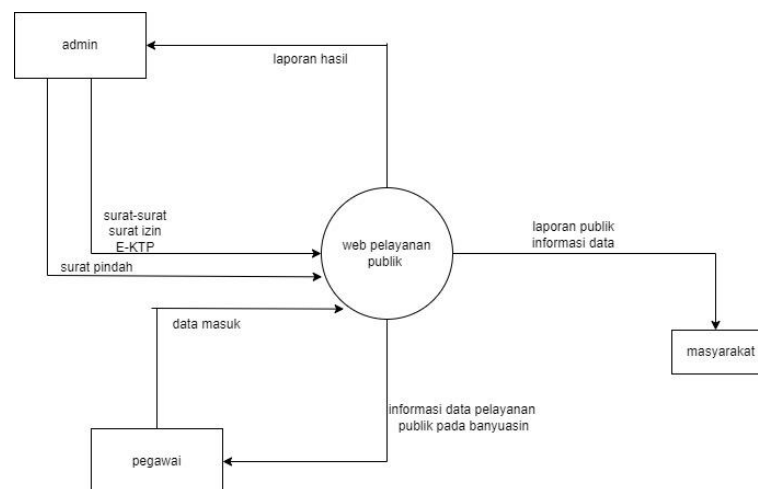 admin
laporan hasil
surat-surat
surat izin
E-KTP
surat pindah
web pelayanan
publik
laporan publik
informasi data
data masuk
masyarakat
informasi data pelayanan
publik pada banyuasin
pegawai